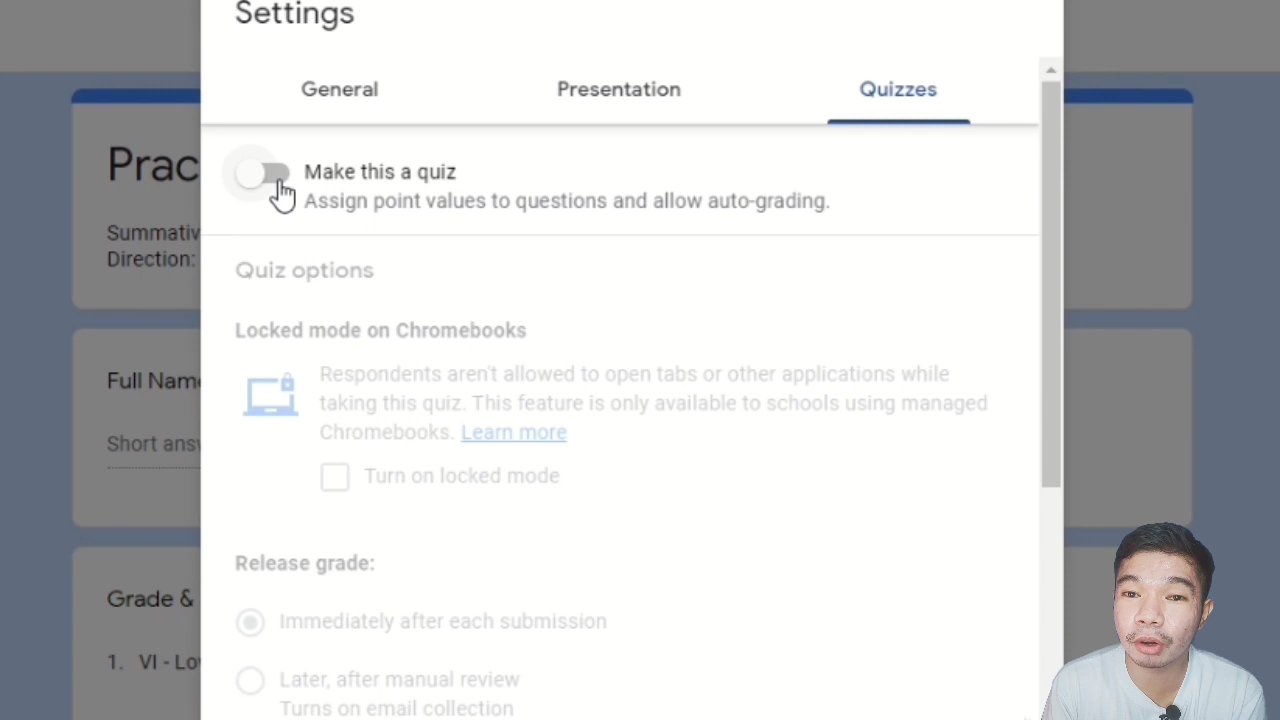 Settings
General
Presentation
Quizzes
Make this a quiz
Assign point values to questions and allow auto-grading.
Prac
Summativ
Direction:
Quiz options
Locked mode on Chromebooks
Respondents aren't allowed to open tabs or other applications while
taking this quiz. This feature is only available to schools using managed
Chromebooks. Learn more
Turn on locked mode
Full Name
Short ans
Release grade:
Immediately after each submission
Later, after manual review
Turns on email collection
Grade &
1. VI - Lo